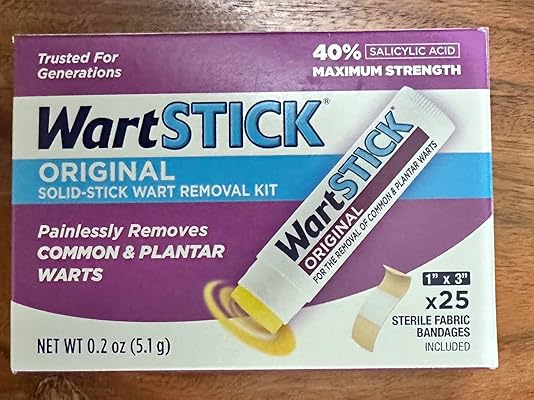 Trusted For
Generations
40% SALICYLIC ACID
MAXIMUM STRENGTH
WartSTICK®
ORIGINAL
SOLID-STICK WART REMOVAL KIT
Painlessly Removes
COMMON & PLANTAR
WARTS
WartSTICK®
ORIGINAL
FOR THE REMOVAL OF COMMON & PLANTAR WARTS
1" x 3"
x25
STERILE FABRIC
BANDAGES
INCLUDED
NET WT 0.2 oz (5.1 g)